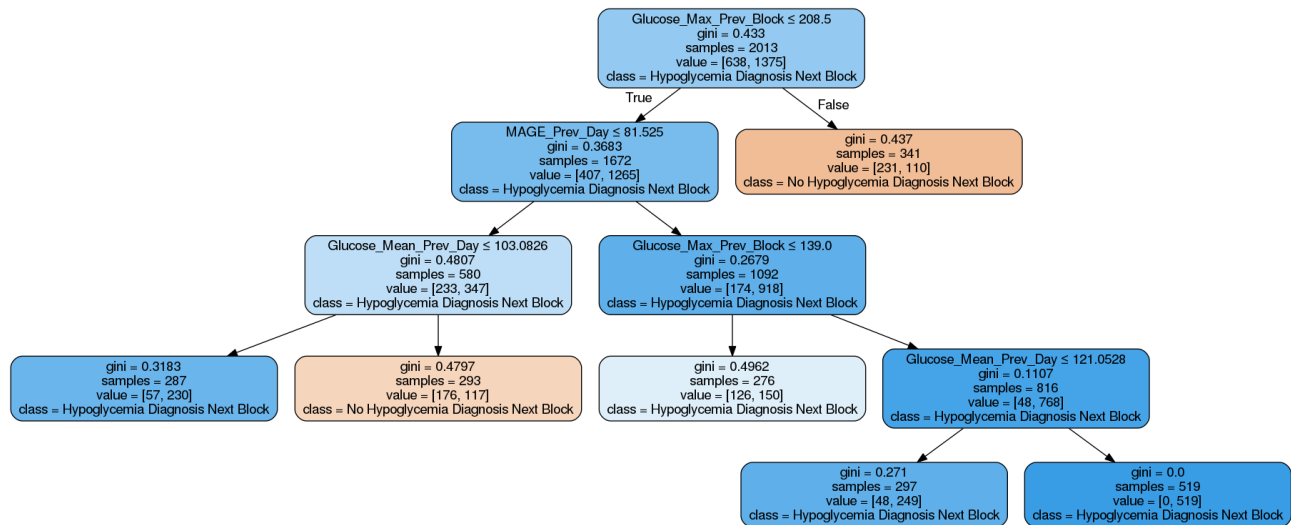 Glucose_Max_Prev_Block ≤ 208.5
gini = 0.433
samples = 2013
value = [638, 1375]
class = Hypoglycemia Diagnosis Next Block
True
False
MAGE_Prev_Day ≤ 81.525
gini = 0.3683
samples = 1672
value = [407, 1265]
class = Hypoglycemia Diagnosis Next Block
gini = 0.437
samples = 341
value = [231, 110]
class = No Hypoglycemia Diagnosis Next Block
Glucose_Mean_Prev_Day ≤ 103.0826
gini = 0.4807
samples = 580
value = [233, 347]
class = Hypoglycemia Diagnosis Next Block
Glucose_Max_Prev_Block ≤ 139.0
gini = 0.2679
samples = 1092
value = [174, 918]
class = Hypoglycemia Diagnosis Next Block
gini = 0.3183
samples = 287
value = [57, 230]
class = Hypoglycemia Diagnosis Next Block
gini = 0.4797
samples = 293
value = [176, 117]
class = No Hypoglycemia Diagnosis Next Block
gini = 0.4962
samples = 276
value = [126, 150]
class = Hypoglycemia Diagnosis Next Block
Glucose_Mean_Prev_Day ≤ 121.0528
gini = 0.1107
samples = 816
value = [48, 768]
class = Hypoglycemia Diagnosis Next Block
gini = 0.271
samples = 297
value = [48, 249]
class = Hypoglycemia Diagnosis Next Block
gini = 0.0
samples = 519
value = [0, 519]
class = Hypoglycemia Diagnosis Next Block